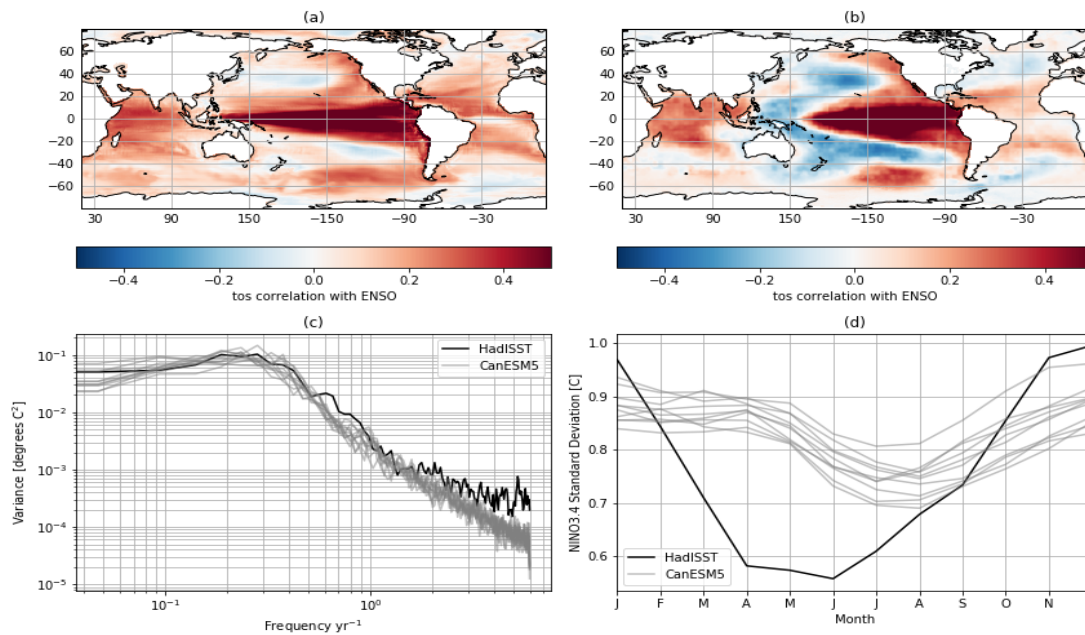 (a)
(b)
60
40
20
0
−20
−40
−60
30
90
150
−150
−90
−30
60
40
20
0
−20
−40
−60
30
90
150
−150
−90
−30
−0.4
−0.2
0.0
0.2
0.4
tos correlation with ENSO
−0.4
−0.2
0.0
0.2
0.4
tos correlation with ENSO
(c)
(d)
HadISST
CanESM5
10⁻¹
10⁻²
10⁻³
10⁻⁴
10⁻⁵
Variance [degrees C²]
10⁻¹
10⁰
Frequency yr⁻¹
1.0
0.9
0.8
0.7
0.6
NINO3.4 Standard Deviation [C]
HadISST
CanESM5
J
F
M
A
M
J
J
A
S
O
N
Month